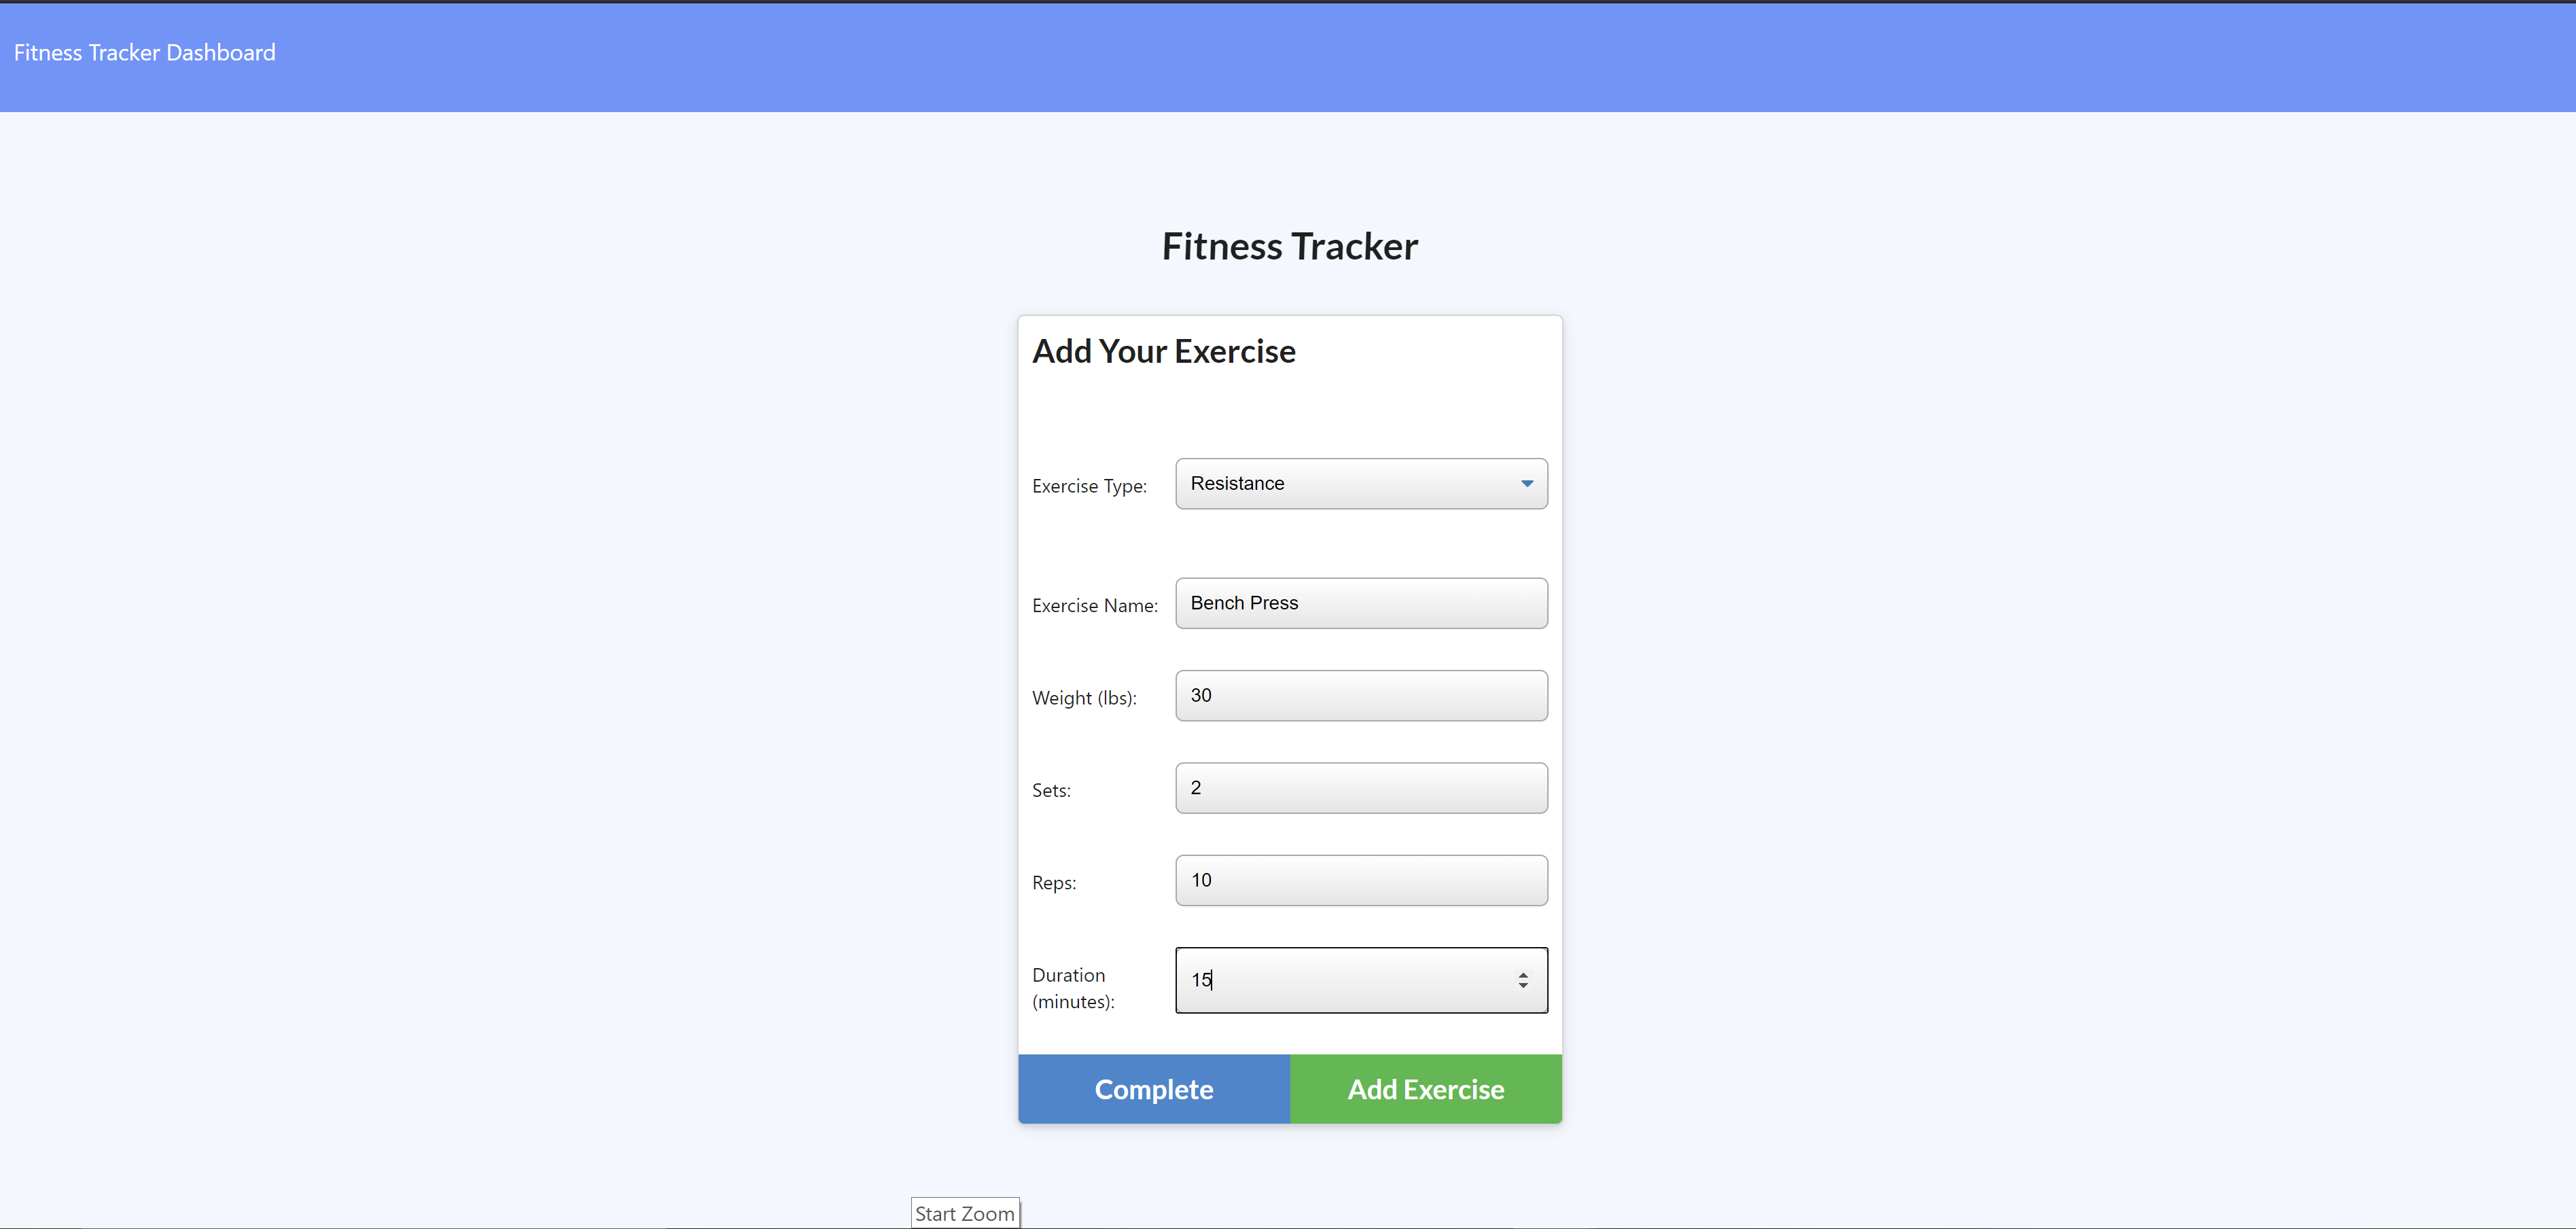 Fitness Tracker Dashboard
Fitness Tracker
Add Your Exercise
Exercise Type: Resistance
Exercise Name: Bench Press
Weight (lbs): 30
Sets: 2
Reps: 10
Duration (minutes): 15
Complete Add Exercise
Start Zoom